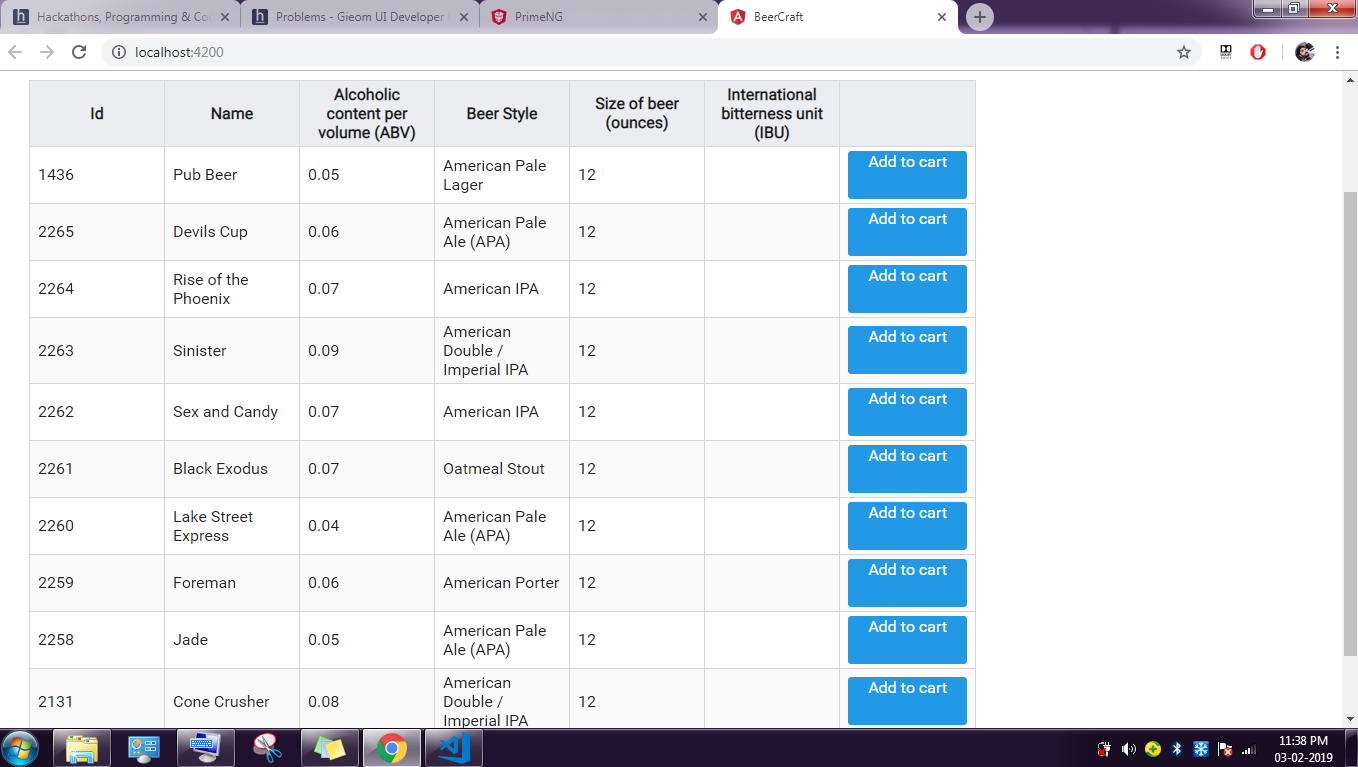 Hackathons, Programming & Co
Problems - Gieom UI Developer
PrimeNG
BeerCraft
localhost:4200
Id
Name
Alcoholic
content per
volume (ABV)
Beer Style
Size of beer
(ounces)
International
bitterness unit
(IBU)
1436
Pub Beer
0.05
American Pale
Lager
12
Add to cart
2265
Devils Cup
0.06
American Pale
Ale (APA)
12
Add to cart
2264
Rise of the
Phoenix
0.07
American IPA
12
Add to cart
2263
Sinister
0.09
American
Double /
Imperial IPA
12
Add to cart
2262
Sex and Candy
0.07
American IPA
12
Add to cart
2261
Black Exodus
0.07
Oatmeal Stout
12
Add to cart
2260
Lake Street
Express
0.04
American Pale
Ale (APA)
12
Add to cart
2259
Foreman
0.06
American Porter
12
Add to cart
2258
Jade
0.05
American Pale
Ale (APA)
12
Add to cart
2131
Cone Crusher
0.08
American
Double /
Imperial IPA
12
Add to cart
11:38 PM
03-02-2019